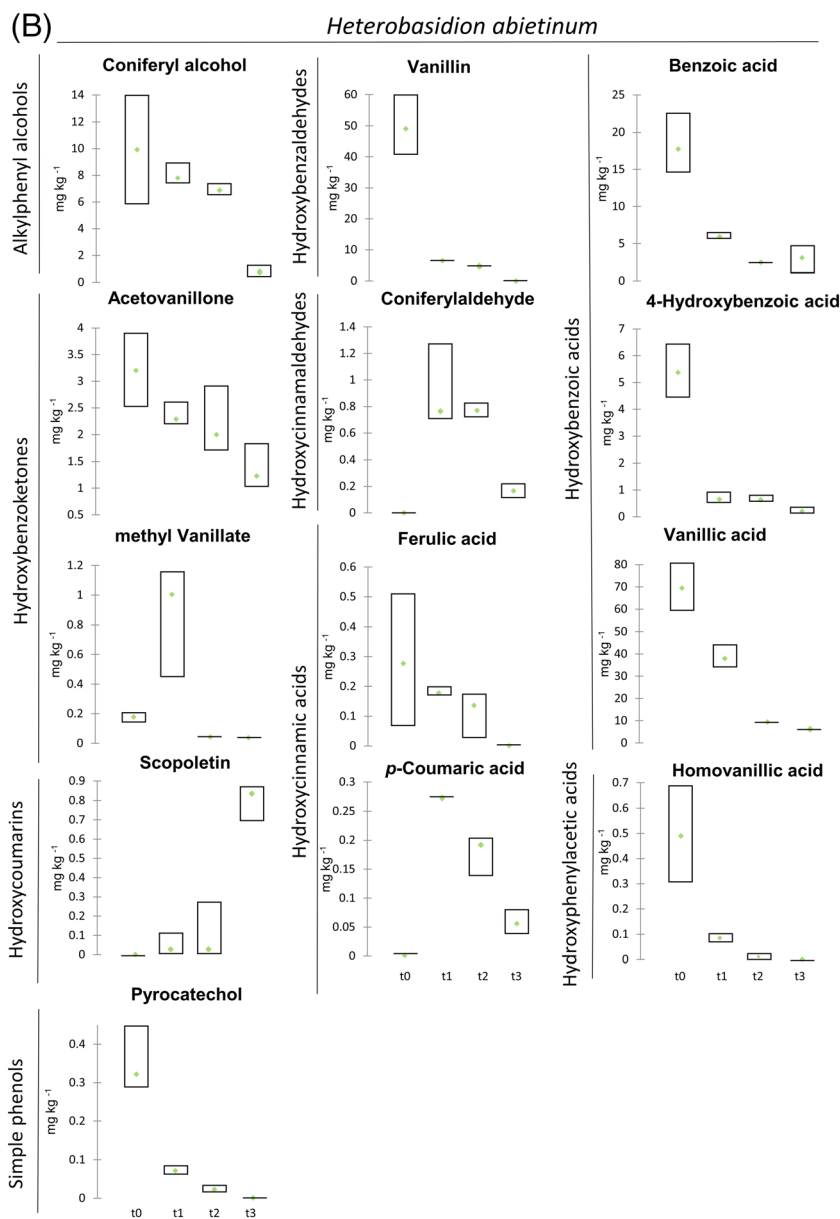 (B)
Heterobasidion abietinum
Alkylphenyl alcohols
Coniferyl alcohol
mg kg -1
14
12
10
8
6
4
2
0
Hydroxybenzaldehydes
Vanillin
mg kg -1
60
50
40
30
20
10
0
Benzoic acid
mg kg -1
25
20
15
10
5
0
Hydroxybenzoketones
Acetovanillone
mg kg -1
4
3.5
3
2.5
2
1.5
1
0.5
Hydroxycinnamaldehydes
Coniferylaldehyde
mg kg -1
1.4
1.2
1
0.8
0.6
0.4
0.2
0
Hydroxybenzoic acids
4-Hydroxybenzoic acid
mg kg -1
7
6
5
4
3
2
1
0
methyl Vanillate
mg kg -1
1.2
1
0.8
0.6
0.4
0.2
0
Hydroxycinnamic acids
Ferulic acid
mg kg -1
0.6
0.5
0.4
0.3
0.2
0.1
0
Vanillic acid
mg kg -1
80
70
60
50
40
30
20
10
0
Hydroxycoumarins
Scopoletin
mg kg -1
0.9
0.8
0.7
0.6
0.5
0.4
0.3
0.2
0.1
0
p-Coumaric acid
mg kg -1
0.3
0.25
0.2
0.15
0.1
0.05
0
t0 t1 t2 t3
Hydroxyphenylacetic acids
Homovanillic acid
mg kg -1
0.7
0.6
0.5
0.4
0.3
0.2
0.1
0
t0 t1 t2 t3
Simple phenols
Pyrocatechol
mg kg -1
0.4
0.3
0.2
0.1
0
t0 t1 t2 t3